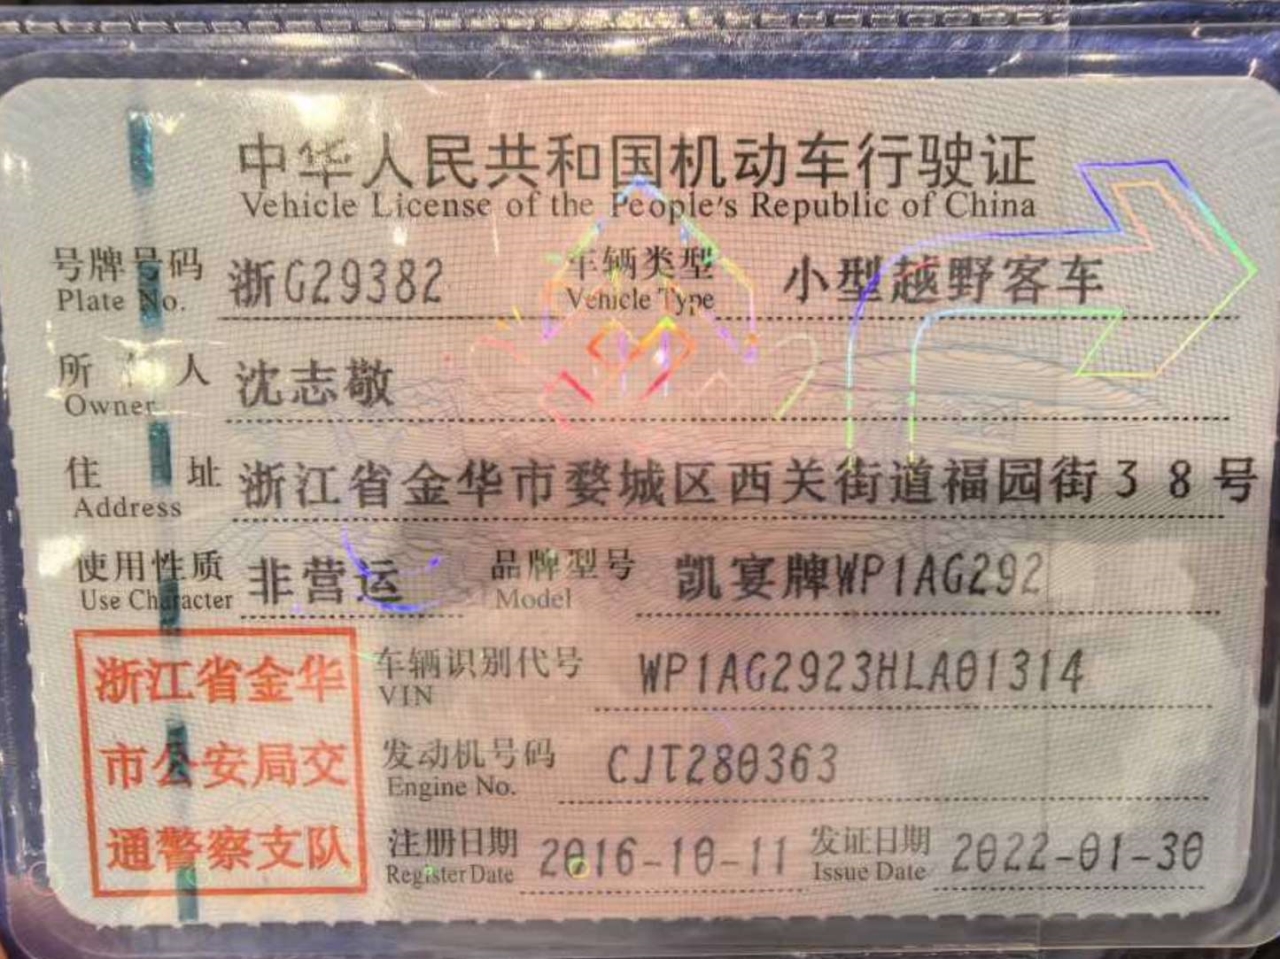 中华人民共和国机动车行驶证
Vehicle License of the People's Republic of China
号牌号码 浙G29382 车辆类型 小型越野客车
Plate No. Vehicle Type
所有人 沈志敬
Owner
住址 浙江省金华市婺城区西关街道福园街38号
Address
使用性质 非营运 品牌型号 凯宴牌WP1AG292
Use Character Model
浙江省金华
市公安局交
通警察支队
车辆识别代号 WP1AG2923HLA01314
VIN
发动机号码 CJT280363
Engine No.
注册日期 2016-10-11 发证日期 2022-01-30
Register Date Issue Date